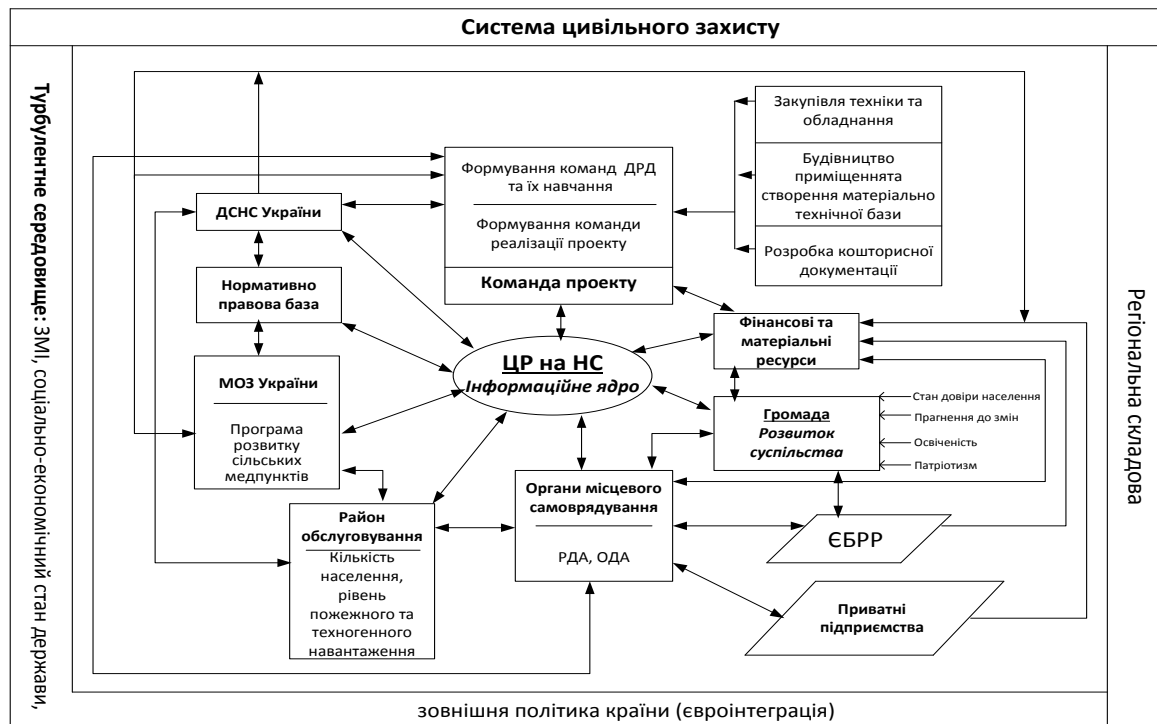 Система цивільного захисту
Турбулентне середовище: ЗМІ, соціально-економічний стан держави,
Закупівля техніки та
обладнання
Будівництво
приміщеннята
створення матеріально
технічної бази
Розробка кошторисної
документації
Формування команд ДРД
та їх навчання
Формування команди
реалізації проекту
Команда проекту
ДСНС України
Нормативно
правова база
МОЗ України
Програма
розвитку
сільських
медпунктів
ЦР на НС
Інформаційне ядро
Фінансові та
матеріальні
ресурси
Громада
Розвиток
суспільства
Стан довіри населення
Прагнення до змін
Освіченість
Патріотизм
Район
обслуговування
Кількість
населення,
рівень
пожежного та
техногенного
навантаження
Органи місцевого
самоврядування
РДА, ОДА
ЄБРР
Приватні
підприємства
Регіональна складова
зовнішня політика країни (євроінтеграція)